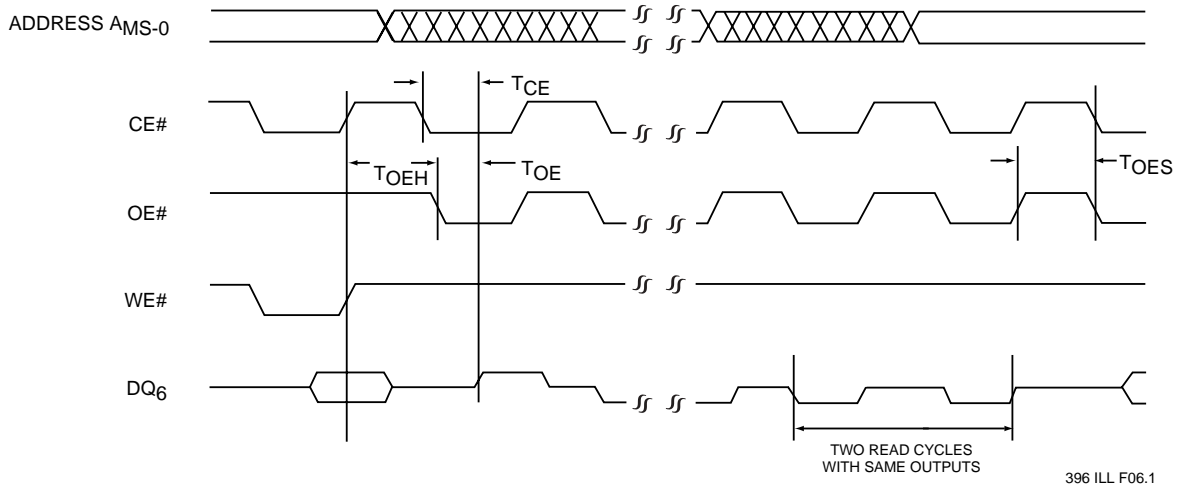 ADDRESS AMS-0
TCE
CE#
TOEH
TOE
TOES
OE#
WE#
DQ6
TWO READ CYCLES
WITH SAME OUTPUTS
396 ILL F06.1